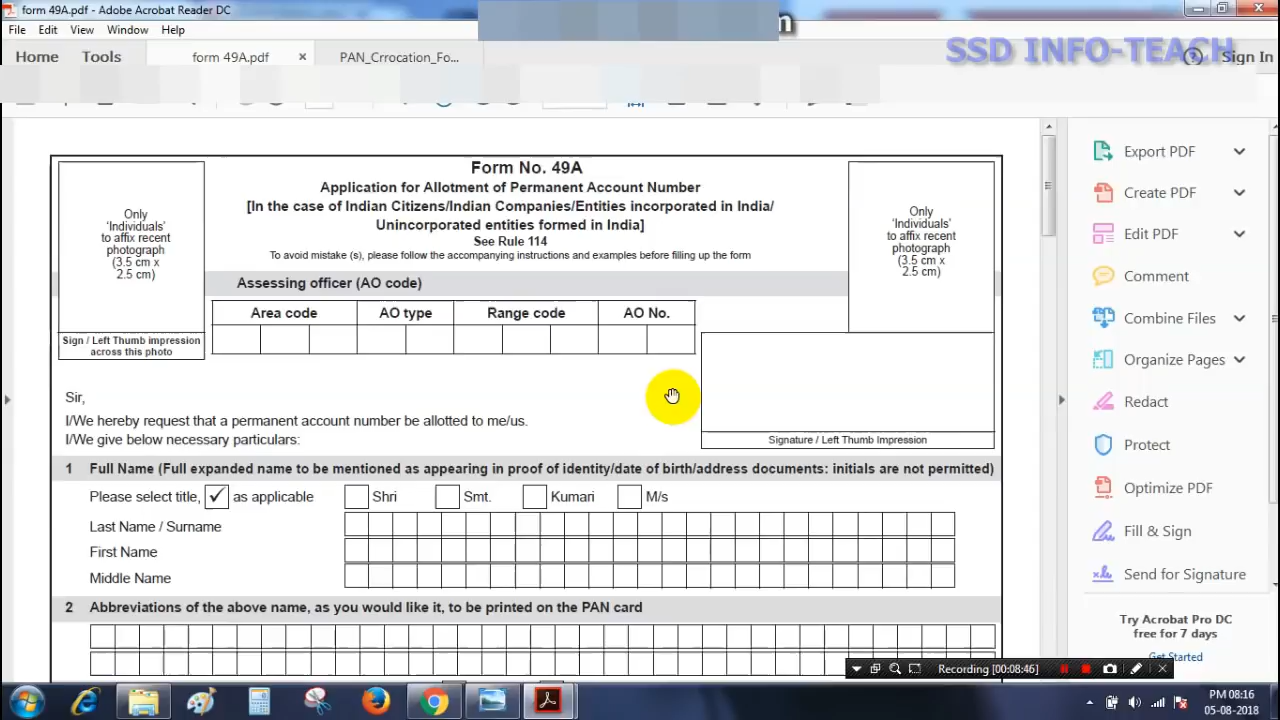 form 49A.pdf - Adobe Acrobat Reader DC
File Edit View Window Help
SSD INFO-TEACH
Home Tools form 49A.pdf × PAN_Crrocation_Fo... Sign In
Form No. 49A
Application for Allotment of Permanent Account Number
[In the case of Indian Citizens/Indian Companies/Entities incorporated in India/
Unincorporated entities formed in India]
See Rule 114
To avoid mistake (s), please follow the accompanying instructions and examples before filling up the form
Only
'Individuals'
to affix recent
photograph
(3.5 cm x
2.5 cm)
Only
'Individuals'
to affix recent
photograph
(3.5 cm x
2.5 cm)
Assessing officer (AO code)
Area code AO type Range code AO No.
Sign / Left Thumb impression
across this photo
Sir,
I/We hereby request that a permanent account number be allotted to me/us.
I/We give below necessary particulars:
Signature / Left Thumb Impression
1 Full Name (Full expanded name to be mentioned as appearing in proof of identity/date of birth/address documents: initials are not permitted)
Please select title, ✓ as applicable Shri Smt. Kumari M/s
Last Name / Surname
First Name
Middle Name
2 Abbreviations of the above name, as you would like it, to be printed on the PAN card
Export PDF
Create PDF
Edit PDF
Comment
Combine Files
Organize Pages
Redact
Protect
Optimize PDF
Fill & Sign
Send for Signature
Try Acrobat Pro DC
free for 7 days
Get Started
Recording [00:08:46]
PM 08:16
05-08-2018